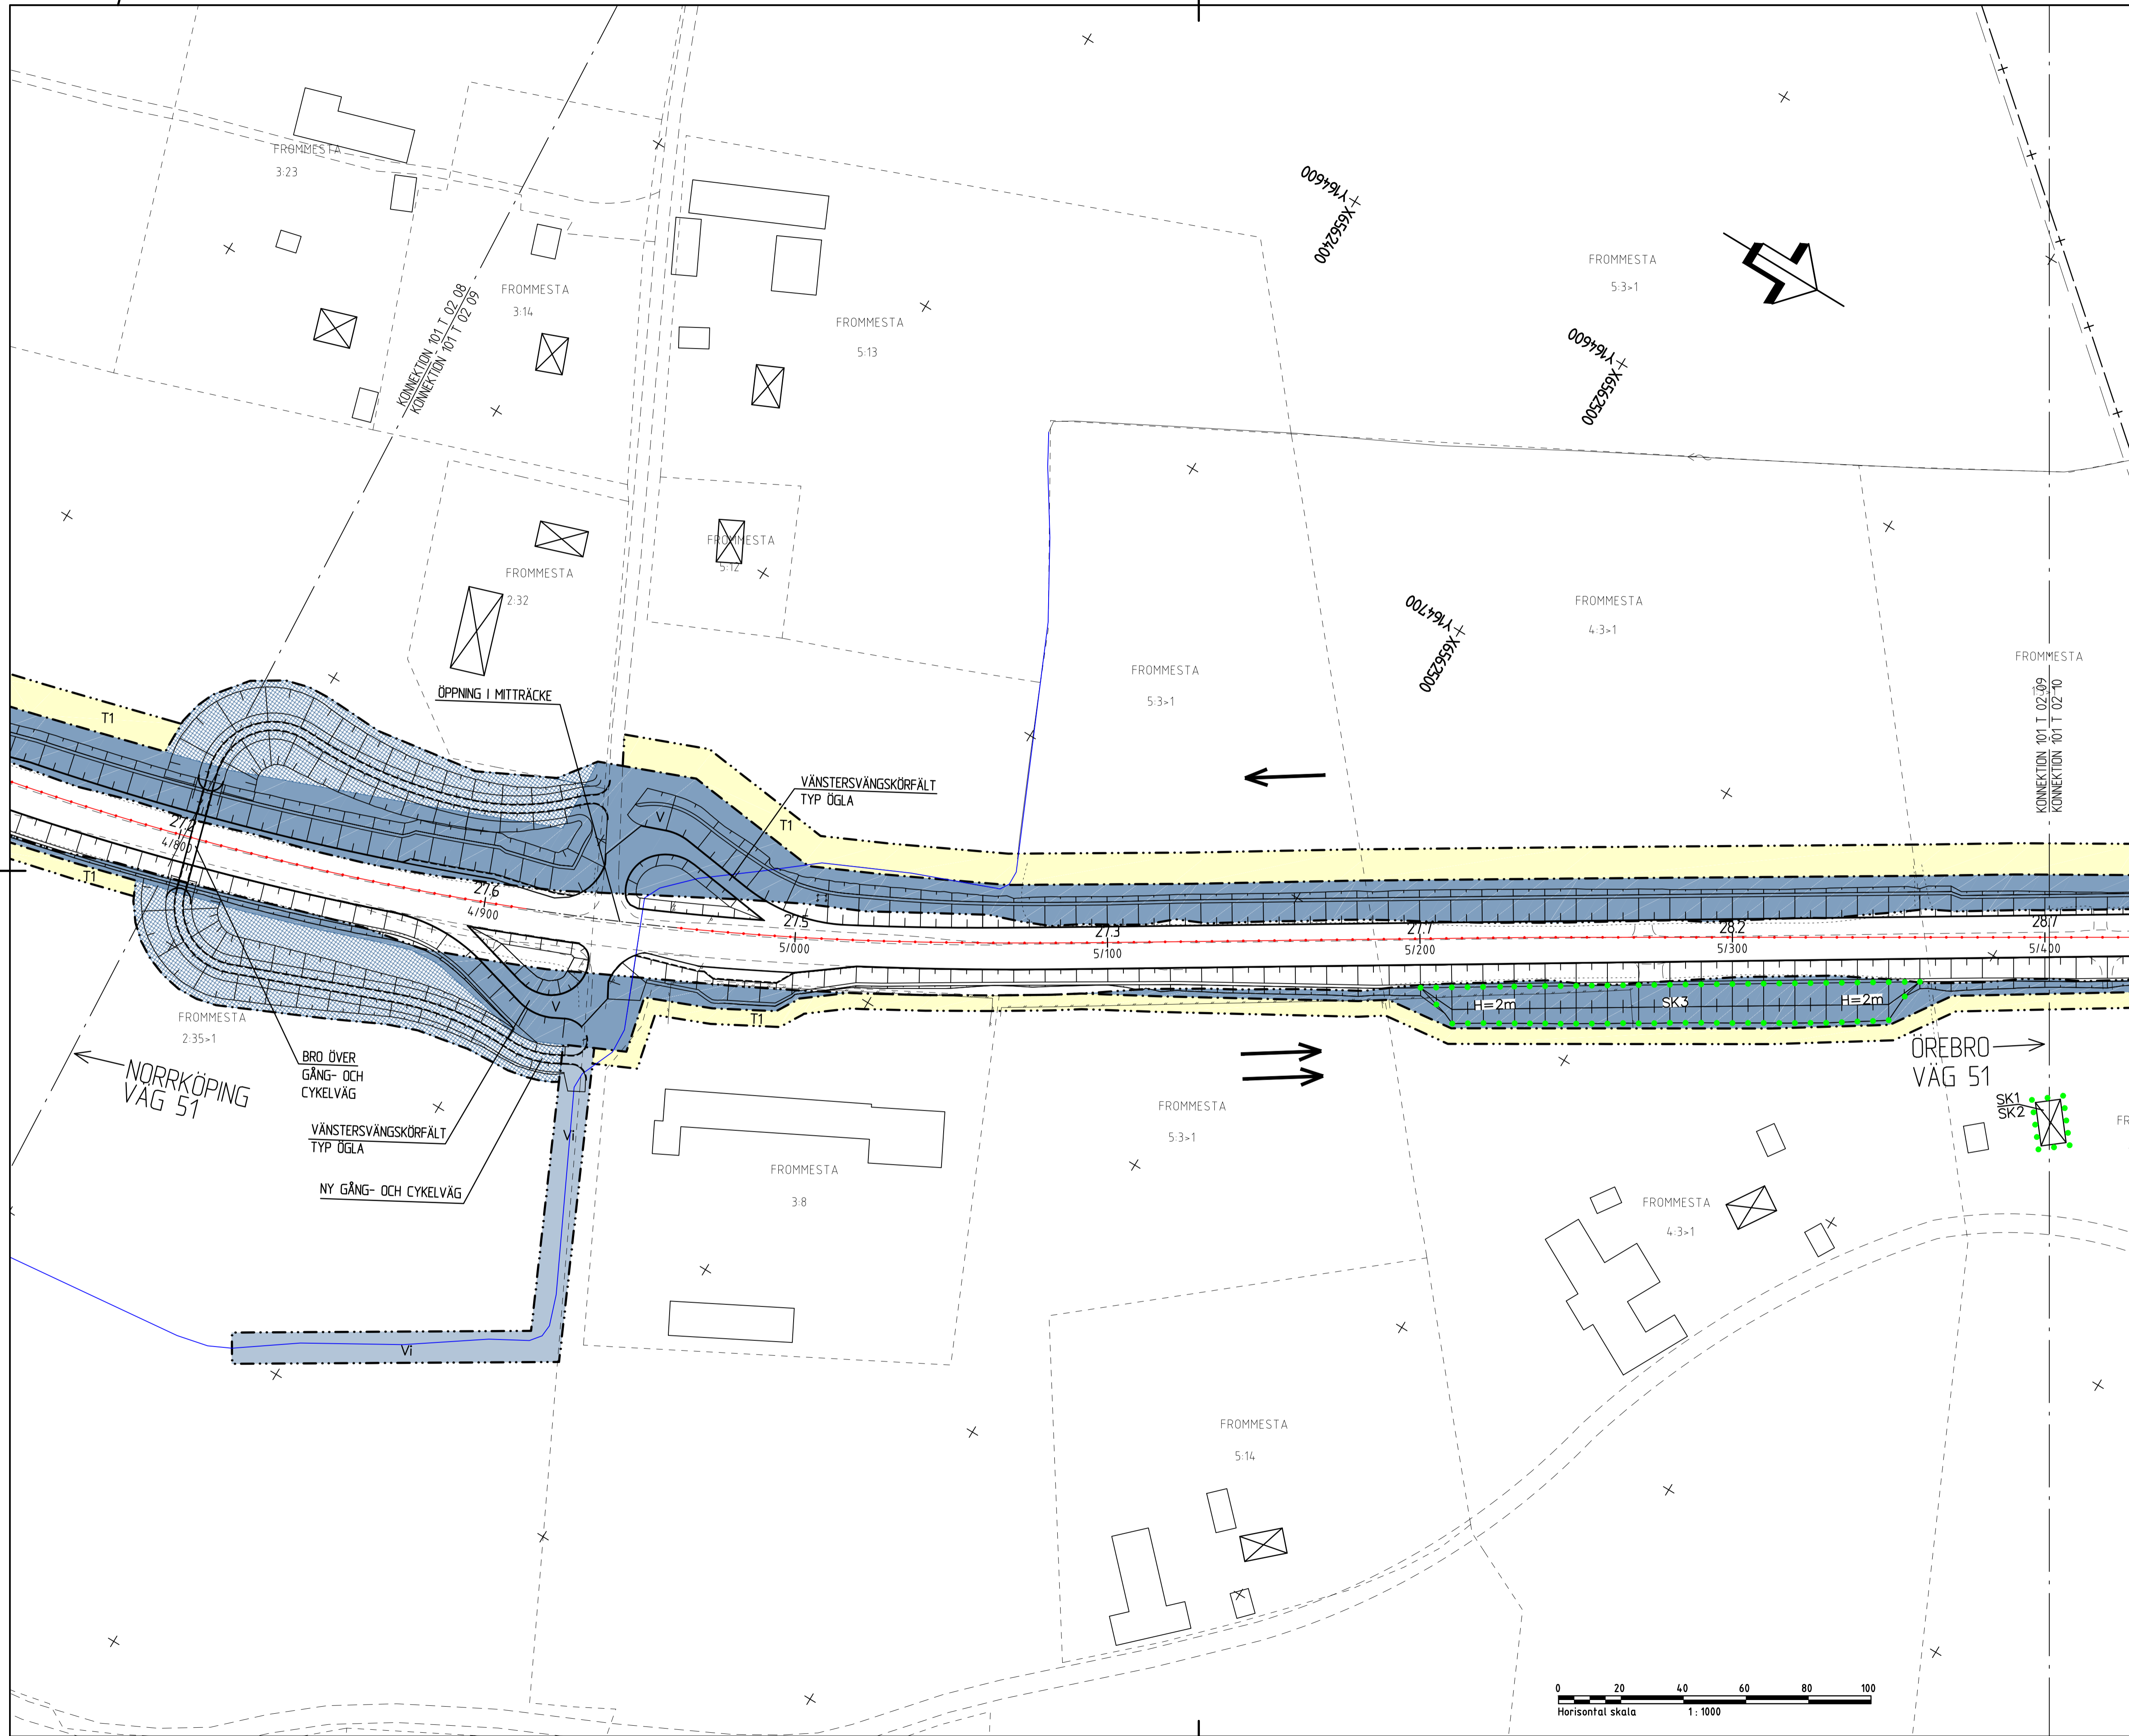 FROMMESTA
3:23
KONNEKTION 101 T 02 08
KONNEKTION 101 T 02 09
FROMMESTA
3:14
FROMMESTA
5:13
Y164600
X6562400
FROMMESTA
5:3>1
Y164600
X6562500
FROMMESTA
5:12
FROMMESTA
2:32
Y164700
X6562500
FROMMESTA
4:3>1
FROMMESTA
5:3>1
FROMMESTA
KONNEKTION 101 T 02 09
KONNEKTION 101 T 02 10
ÖPPNING I MITTRÄCKE
T1
VÄNSTERSVÄNGSKÖRFÄLT
TYP ÖGLA
V
T1
27.2
4/800
T1
27.6
4/900
27.5
5/000
27.3
5/100
27.7
5/200
28.2
5/300
28.7
5/400
H=2m
SK3
H=2m
V
T1
FROMMESTA
2:35>1
NORRKÖPING
VÄG 51
BRO ÖVER
GÅNG- OCH
CYKELVÄG
VÄNSTERSVÄNGSKÖRFÄLT
TYP ÖGLA
NY GÅNG- OCH CYKELVÄG
Vi
Vi
ÖREBRO
VÄG 51
SK1
SK2
FR
FROMMESTA
5:3>1
FROMMESTA
3:8
FROMMESTA
4:3>1
FROMMESTA
5:14
0 20 40 60 80 100
Horisontal skala 1 : 1000